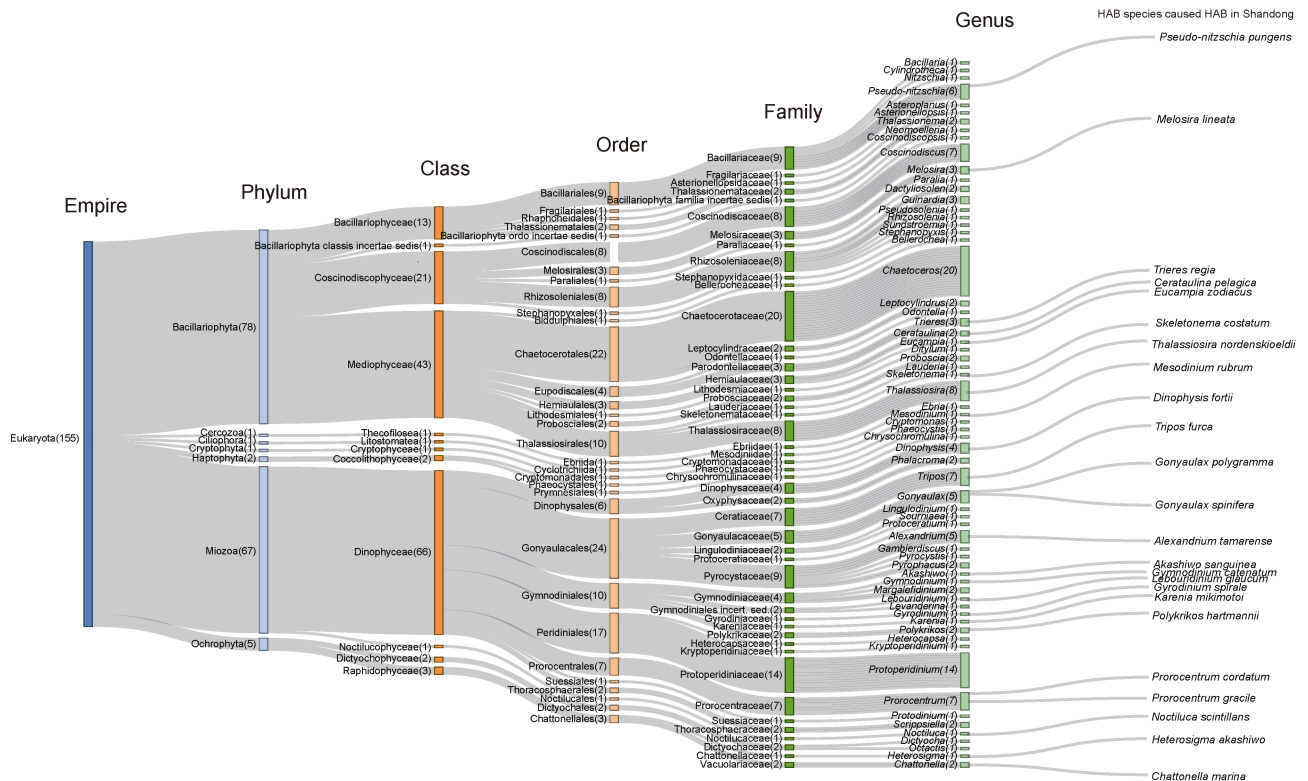 Empire
Phylum
Class
Order
Family
Genus
HAB species caused HAB in Shandong
Eukaryota(155)
Bacillariophyta(78)
Cercozoa(1)
Ciliophora(1)
Cryptophyta(1)
Haptophyta(2)
Miozoa(67)
Ochrophyta(5)
Bacillariophyceae(13)
Bacillariophyta classis incertae sedis(1)
Coscinodiscophyceae(21)
Mediophyceae(43)
Thecofilosea(1)
Litostomatea(1)
Cryptophyceae(1)
Coccolithophyceae(2)
Dinophyceae(66)
Noctilucophyceae(1)
Dictyochophyceae(2)
Raphidophyceae(3)
Bacillariales(9)
Fragilariales(1)
Rhaphoneidales(1)
Thalassionematales(2)
Bacillariophyta ordo incertae sedis(1)
Coscinodiscales(8)
Melosirales(3)
Paraliales(1)
Rhizosoleniales(8)
Stephanopyxales(1)
Biddulphiales(1)
Chaetocerotales(22)
Eupodiscales(4)
Hemiaulales(3)
Lithodesmiales(1)
Probosciales(2)
Thalassiosirales(10)
Ebriida(1)
Cyclotrichiida(1)
Cryptomonadales(1)
Phaeocystales(1)
Prymnesiales(1)
Dinophysales(6)
Gonyaulacales(24)
Gymnodiniales(10)
Peridiniales(17)
Prorocentrales(7)
Suessiales(1)
Thoracosphaerales(2)
Noctilucales(1)
Dictyochales(2)
Chattonellales(3)
Bacillariaceae(9)
Fragilariaceae(1)
Asterionellopsidaceae(1)
Thalassionemataceae(2)
Bacillariophyta familia incertae sedis(1)
Coscinodiscaceae(8)
Melosiraceae(3)
Paraliaceae(1)
Rhizosoleniaceae(8)
Stephanopyxidaceae(1)
Bellerocheaceae(1)
Chaetocerotaceae(20)
Leptocylindraceae(2)
Odontellaceae(1)
Parodontellaceae(3)
Hemiaulaceae(3)
Lithodesmiaceae(1)
Probosciaceae(2)
Lauderiaceae(1)
Skeletonemataceae(1)
Thalassiosiraceae(8)
Ebriidae(1)
Mesodiniidae(1)
Cryptomonadaceae(1)
Phaeocystaceae(1)
Chrysochromulinaceae(1)
Dinophysaceae(4)
Oxyphysaceae(2)
Ceratiaceae(7)
Gonyaulacaceae(5)
Lingulodiniaceae(2)
Protoceratiaceae(1)
Pyrocystaceae(9)
Gymnodiniaceae(4)
Gymnodiniales incert. sed.(2)
Gyrodiniaceae(1)
Kareniaceae(1)
Polykrikaceae(2)
Heterocapsaceae(1)
Kryptoperidiniaceae(1)
Protoperidiniaceae(14)
Prorocentraceae(7)
Suessiaceae(1)
Thoracosphaeraceae(2)
Noctilucaceae(1)
Dictyochaceae(2)
Chattonellaceae(1)
Vacuolariaceae(2)
Bacillaria(1)
Cylindrotheca(1)
Nitzschia(1)
Pseudo-nitzschia(6)
Asteroplanus(1)
Asterionellopsis(1)
Thalassionema(2)
Neomoelleria(1)
Coscinodiscopsis(1)
Coscinodiscus(7)
Melosira(3)
Paralia(1)
Dactyliosolen(2)
Guinardia(3)
Pseudosolenia(1)
Rhizosolenia(1)
Sundstroemia(1)
Stephanopyxis(1)
Bellerochea(1)
Chaetoceros(20)
Leptocylindrus(2)
Odontella(1)
Trieres(3)
Cerataulina(2)
Eucampia(1)
Ditylum(1)
Proboscia(2)
Lauderia(1)
Skeletonema(1)
Thalassiosira(8)
Ebria(1)
Mesodinium(1)
Cryptomonas(1)
Phaeocystis(1)
Chrysochromulina(1)
Dinophysis(4)
Phalacroma(2)
Tripos(7)
Gonyaulax(5)
Lingulodinium(1)
Sourniaea(1)
Protoceratium(1)
Alexandrium(5)
Gambierdiscus(1)
Pyrocystis(1)
Pyrophacus(2)
Akashiwo(1)
Gymnodinium(1)
Margalefidinium(2)
Lebouridinium(1)
Levanderina(1)
Gyrodinium(1)
Karenia(1)
Polykrikos(2)
Heterocapsa(1)
Kryptoperidinium(1)
Protoperidinium(14)
Prorocentrum(7)
Protodinium(1)
Scrippsiella(2)
Noctiluca(1)
Dictyocha(1)
Octactis(1)
Heterosigma(1)
Chattonella(2)
Pseudo-nitzschia pungens
Melosira lineata
Trieres regia
Cerataulina pelagica
Eucampia zodiacus
Skeletonema costatum
Thalassiosira nordenskioeldii
Mesodinium rubrum
Dinophysis fortii
Tripos furca
Gonyaulax polygramma
Gonyaulax spinifera
Alexandrium tamarense
Akashiwo sanguinea
Gymnodinium catenatum
Lebouridinium glaucum
Gyrodinium spirale
Karenia mikimotoi
Polykrikos hartmannii
Prorocentrum cordatum
Prorocentrum gracile
Noctiluca scintillans
Heterosigma akashiwo
Chattonella marina